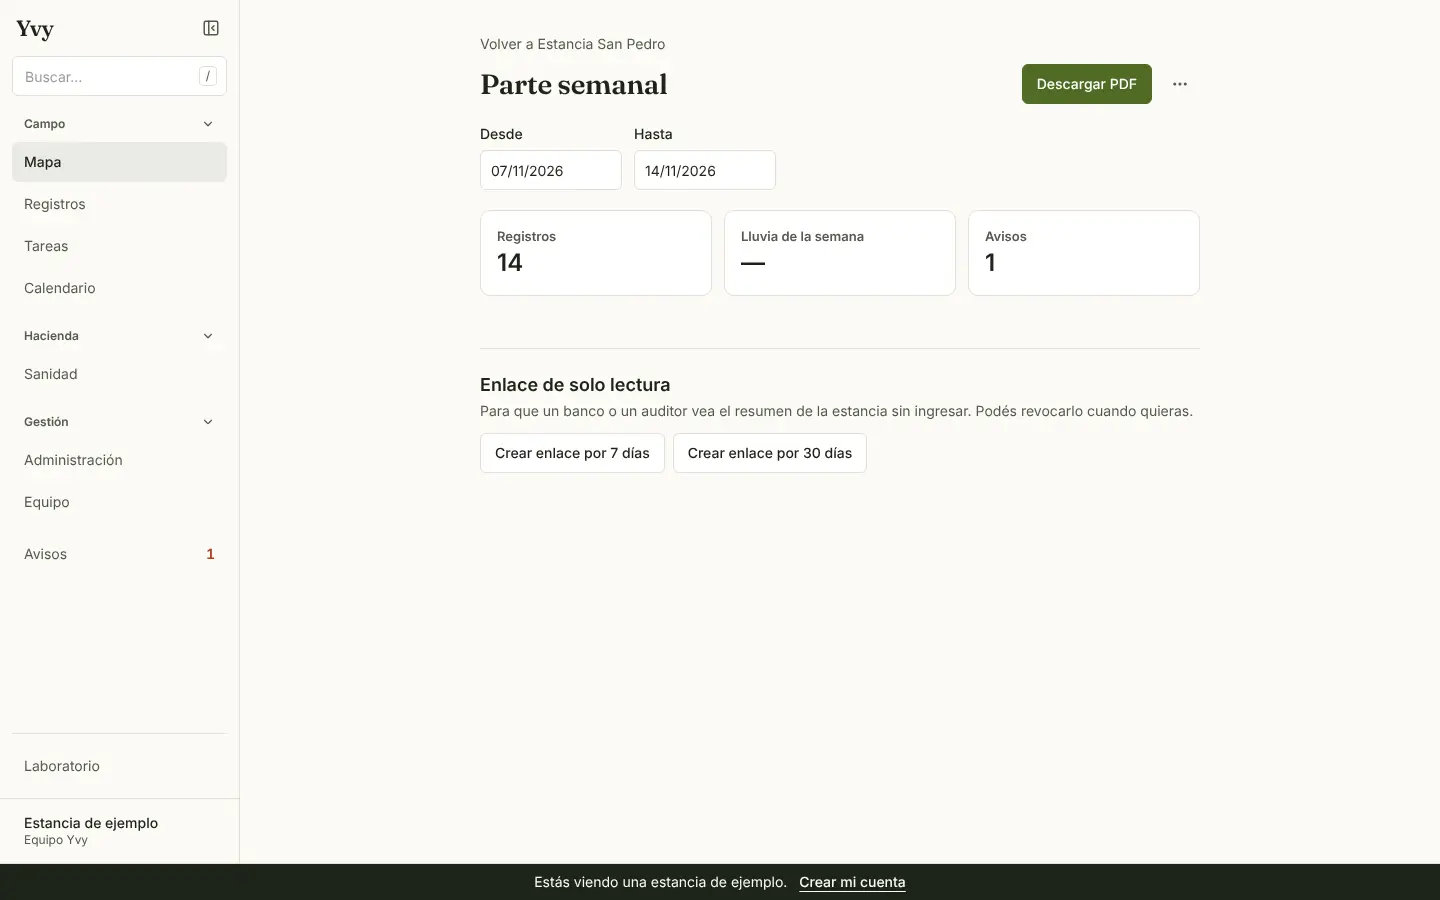 Yvy
Buscar...
/
Campo
Mapa
Registros
Tareas
Calendario
Hacienda
Sanidad
Gestión
Administración
Equipo
Avisos 1
Laboratorio
Estancia de ejemplo
Equipo Yvy
Volver a Estancia San Pedro
Parte semanal
Descargar PDF
Desde
Hasta
07/11/2026
14/11/2026
Registros
14
Lluvia de la semana
—
Avisos
1
Enlace de solo lectura
Para que un banco o un auditor vea el resumen de la estancia sin ingresar. Podés revocarlo cuando quieras.
Crear enlace por 7 días
Crear enlace por 30 días
Estás viendo una estancia de ejemplo. Crear mi cuenta